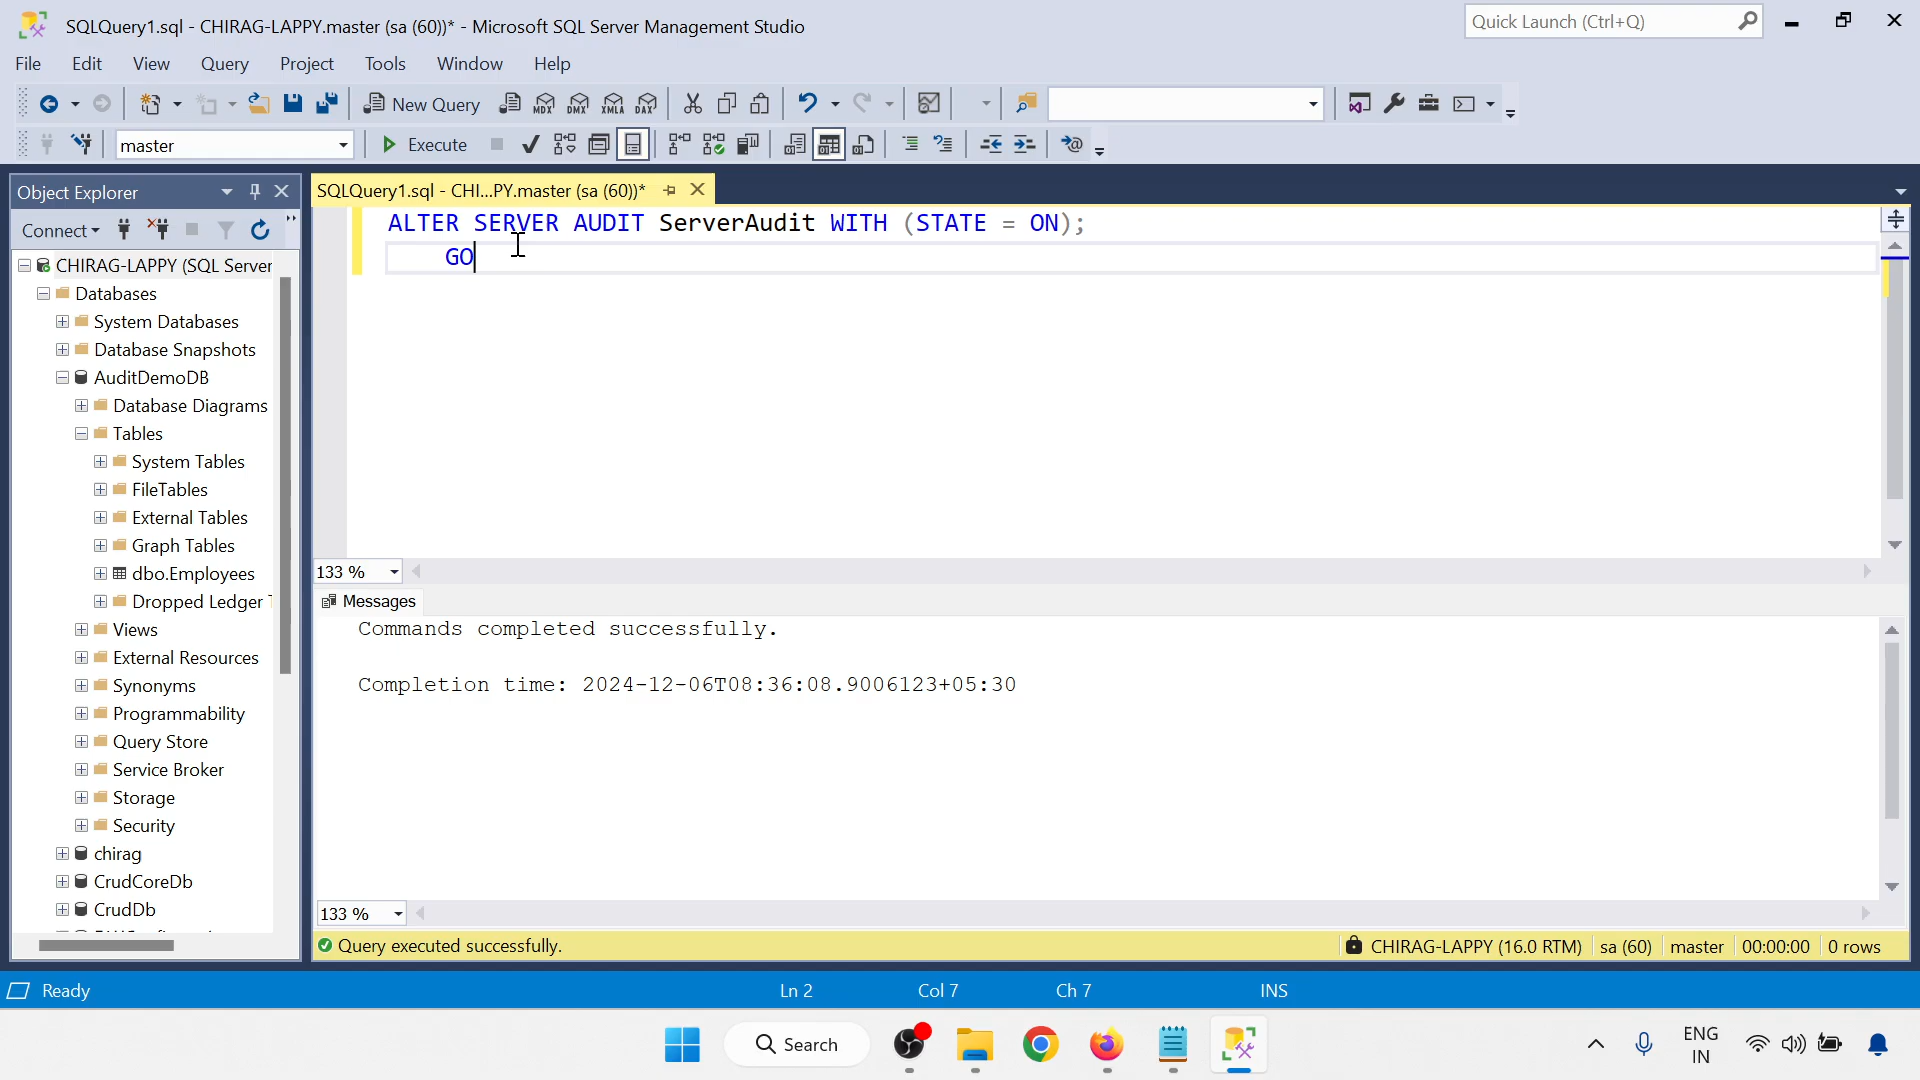 SQLQuery1.sql - CHIRAG-LAPPY.master (sa (60))* - Microsoft SQL Server Management Studio
Quick Launch (Ctrl+Q)
File Edit View Query Project Tools Window Help
New Query MDX DMX XMLA DAX
master Execute
Object Explorer
SQLQuery1.sql - CHI...PY.master (sa (60))*
Connect
ALTER SERVER AUDIT ServerAudit WITH (STATE = ON);
GO
CHIRAG-LAPPY (SQL Server
Databases
System Databases
Database Snapshots
AuditDemoDB
Database Diagrams
Tables
System Tables
FileTables
External Tables
Graph Tables
dbo.Employees
Dropped Ledger
Views
External Resources
Synonyms
Programmability
Query Store
Service Broker
Storage
Security
chirag
CrudCoreDb
CrudDb
133 %
Messages
Commands completed successfully.
Completion time: 2024-12-06T08:36:08.9006123+05:30
133 %
Query executed successfully. CHIRAG-LAPPY (16.0 RTM) sa (60) master 00:00:00 0 rows
Ready Ln 2 Col 7 Ch 7 INS
Search
ENG
IN